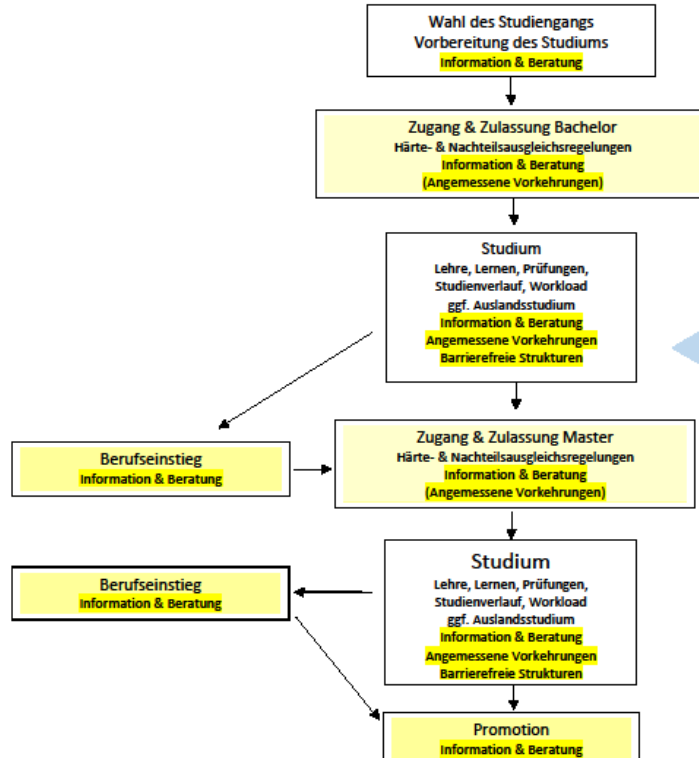 Wahl des Studiengangs
Vorbereitung des Studiums
Information & Beratung
Zugang & Zulassung Bachelor
Härte- & Nachteilsausgleichsregelungen
Information & Beratung
(Angemessene Vorkehrungen)
Studium
Lehre, Lernen, Prüfungen,
Studienverlauf, Workload
ggf. Auslandsstudium
Information & Beratung
Angemessene Vorkehrungen
Barrierefreie Strukturen
Berufseinstieg
Information & Beratung
Zugang & Zulassung Master
Härte- & Nachteilsausgleichsregelungen
Information & Beratung
(Angemessene Vorkehrungen)
Berufseinstieg
Information & Beratung
Studium
Lehre, Lernen, Prüfungen,
Studienverlauf, Workload
ggf. Auslandsstudium
Information & Beratung
Angemessene Vorkehrungen
Barrierefreie Strukturen
Promotion
Information & Beratung